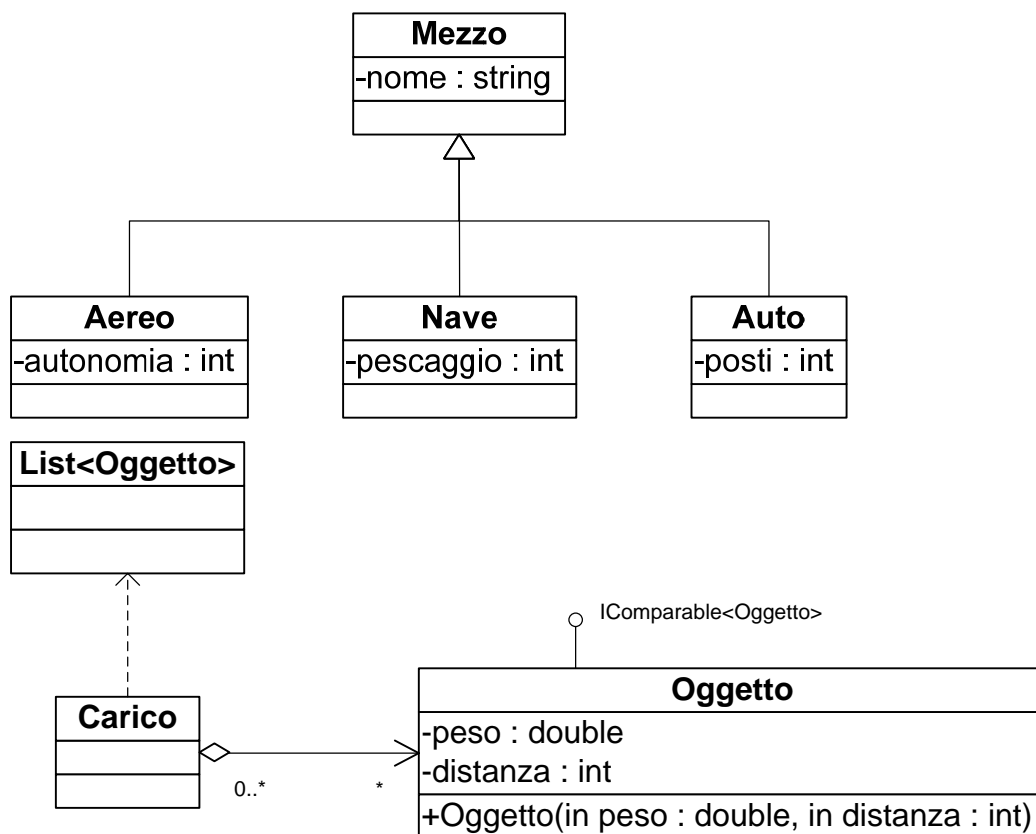 Mezzo
-nome : string
Aereo
-autonomia : int
Nave
-pescaggio : int
Auto
-posti : int
List<Oggetto>
IComparable<Oggetto>
Carico
0..*
*
Oggetto
-peso : double
-distanza : int
+Oggetto(in peso : double, in distanza : int)